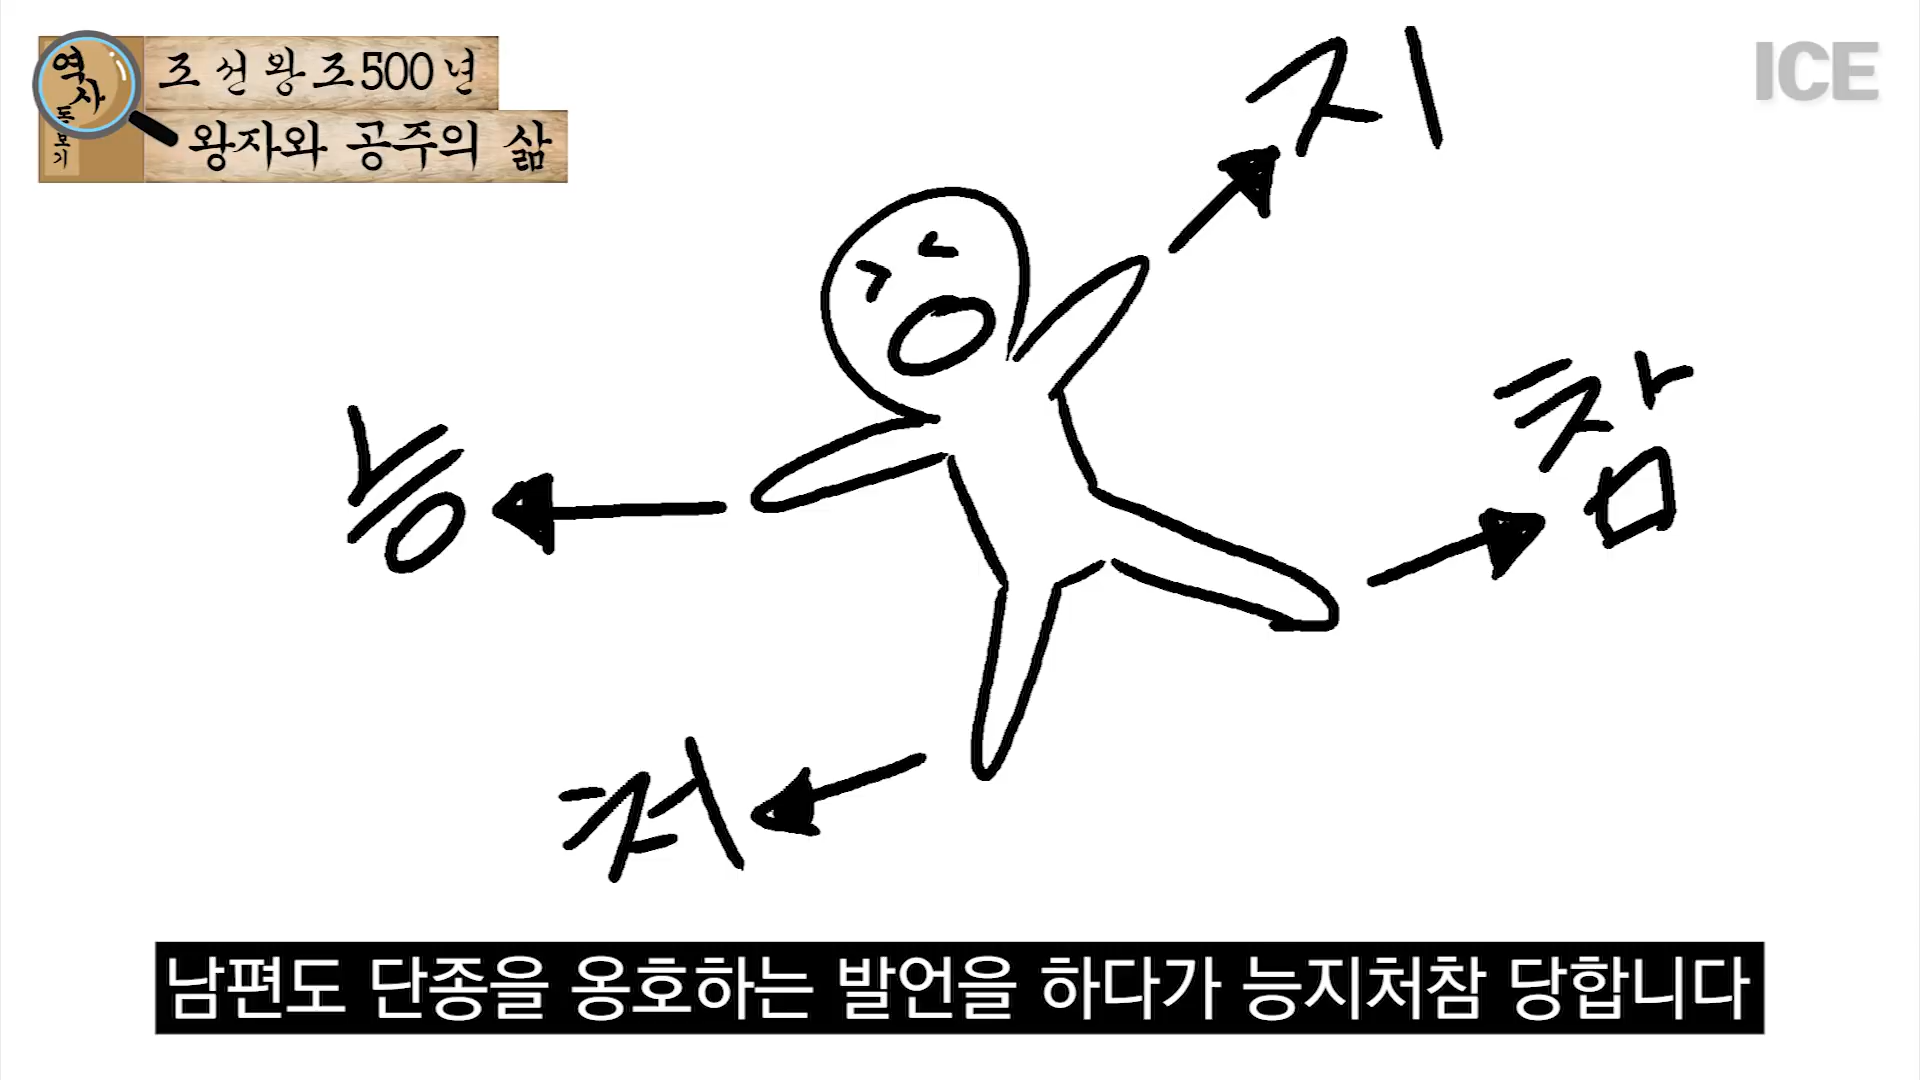 역사
돋보기
조선왕조500년
왕자와 공주의 삶
ICE
지
능
참
처
남편도 단종을 옹호하는 발언을 하다가 능지처참 당합니다